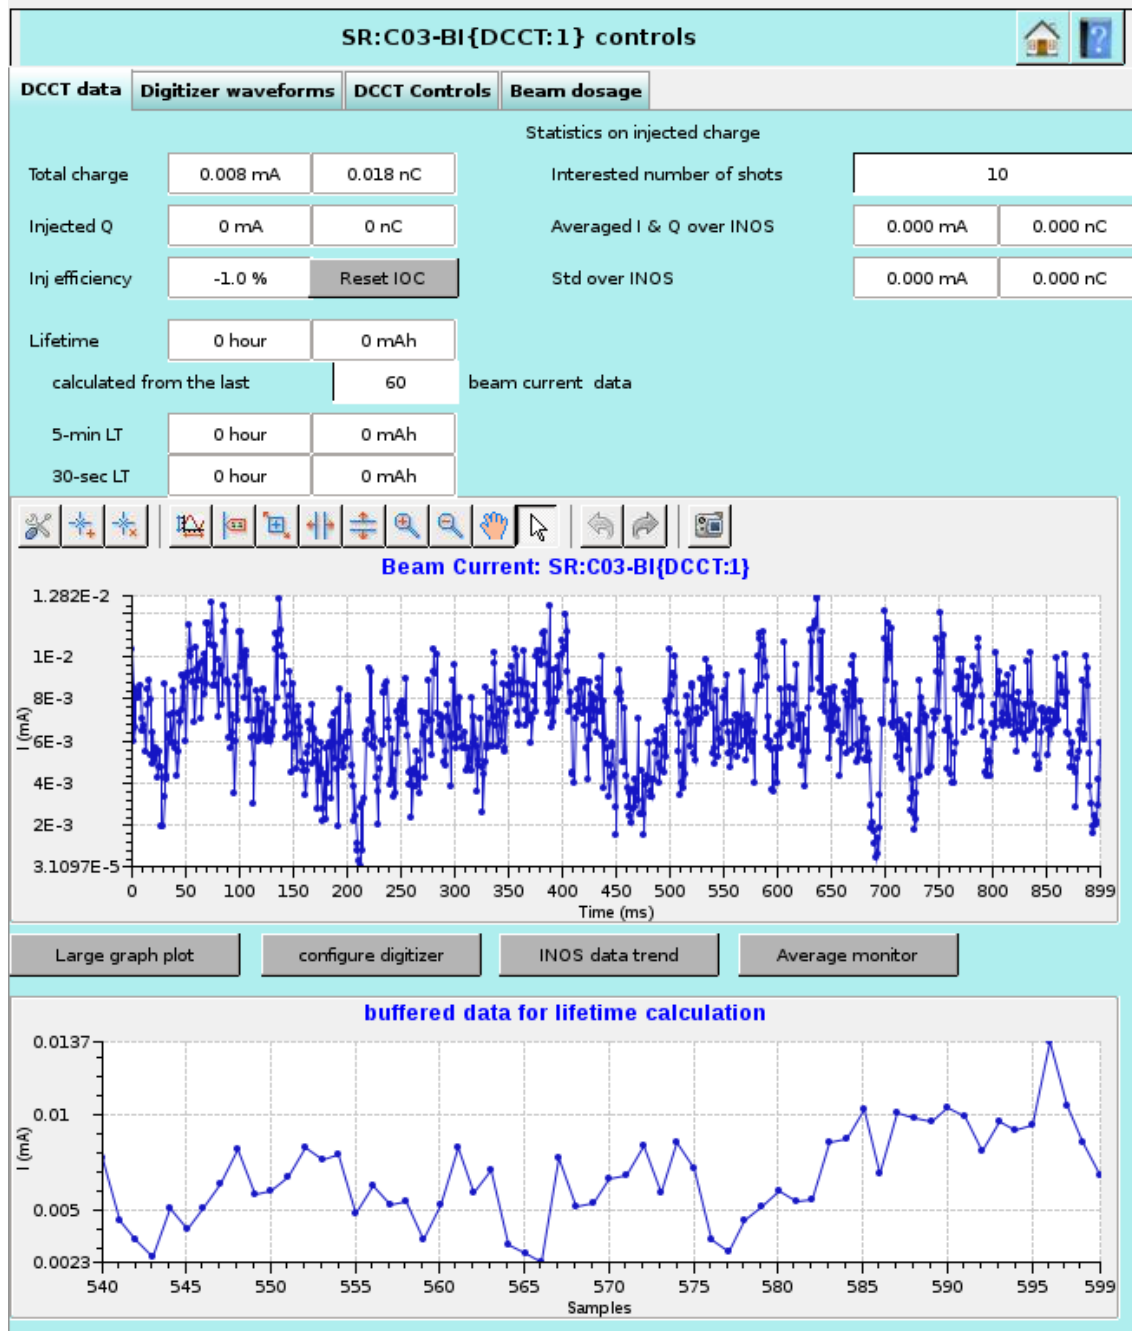 SR:C03-BI{DCCT:1} controls
DCCT data Digitizer waveforms DCCT Controls Beam dosage
Statistics on injected charge
Total charge 0.008 mA 0.018 nC Interested number of shots 10
Injected Q 0 mA 0 nC Averaged I & Q over INOS 0.000 mA 0.000 nC
Inj efficiency -1.0 % Reset IOC Std over INOS 0.000 mA 0.000 nC
Lifetime 0 hour 0 mAh
calculated from the last 60 beam current data
5-min LT 0 hour 0 mAh
30-sec LT 0 hour 0 mAh
Beam Current: SR:C03-BI{DCCT:1}
1.282E-2
1E-2
8E-3
6E-3
4E-3
2E-3
3.1097E-5
I (mA)
0 50 100 150 200 250 300 350 400 450 500 550 600 650 700 750 800 850 899
Time (ms)
Large graph plot configure digitizer INOS data trend Average monitor
buffered data for lifetime calculation
0.0137
0.01
0.005
0.0023
I (mA)
540 545 550 555 560 565 570 575 580 585 590 595 599
Samples